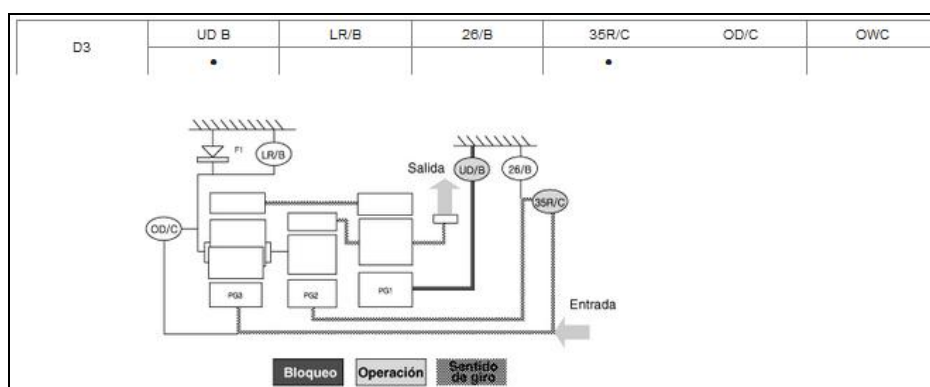 D3 UD B LR/B 26/B 35R/C OD/C OWC
• •
F1
LR/B
Salida
UD/B
26/B
35R/C
OD/C
PG3
PG2
PG1
Entrada
Bloqueo Operación Sentido de giro